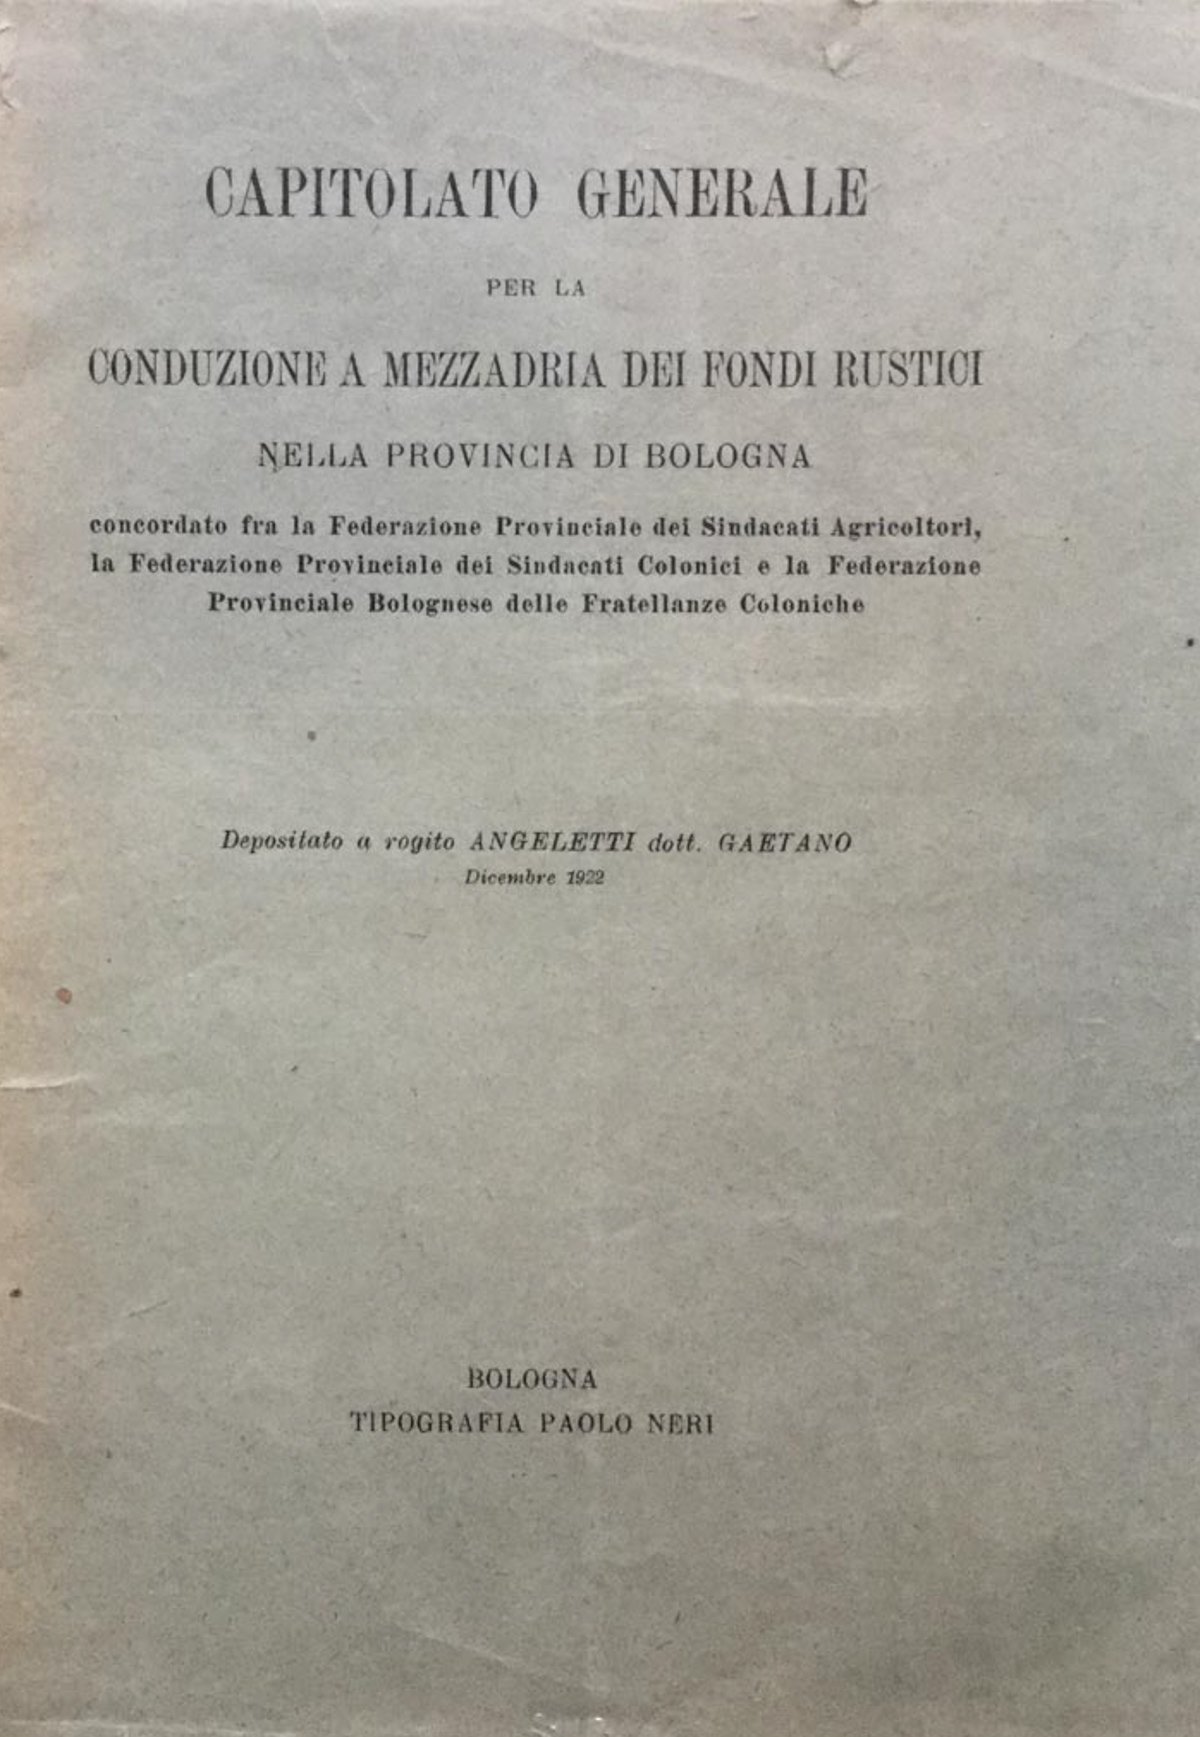 CAPITOLATO GENERALE
PER LA
CONDUZIONE A MEZZADRIA DEI FONDI RUSTICI
NELLA PROVINCIA DI BOLOGNA
concordato fra la Federazione Provinciale dei Sindacati Agricoltori,
la Federazione Provinciale dei Sindacati Colonici e la Federazione
Provinciale Bolognese delle Fratellanze Coloniche
Depositato a rogito ANGELETTI dott. GAETANO
Dicembre 1922
BOLOGNA
TIPOGRAFIA PAOLO NERI